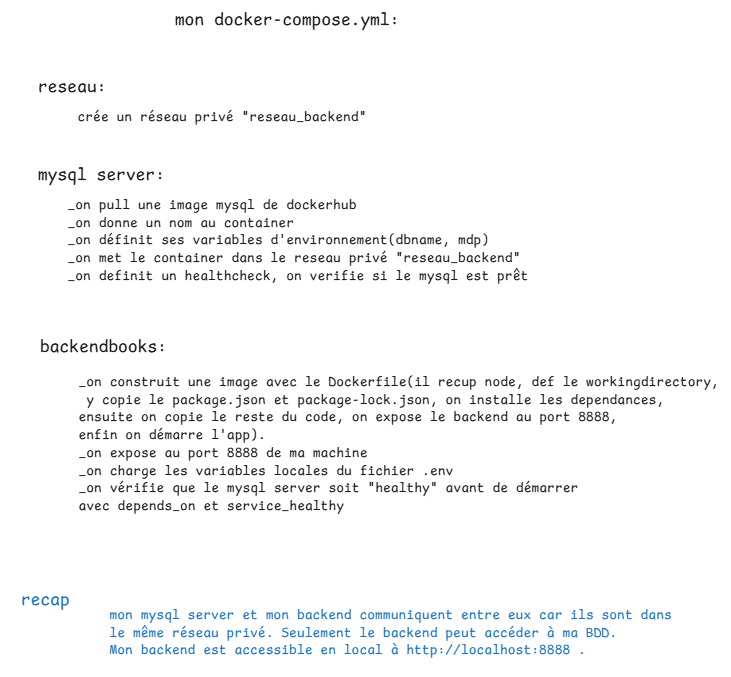 mon docker-compose.yml:
reseau:
crée un réseau privé "reseau_backend"
mysql server:
_on pull une image mysql de dockerhub
_on donne un nom au container
_on définit ses variables d'environnement(dbname, mdp)
_on met le container dans le reseau privé "reseau_backend"
_on definit un healthcheck, on verifie si le mysql est prêt
backendbooks:
_on construit une image avec le Dockerfile(il recup node, def le workingdirectory,
y copie le package.json et package-lock.json, on installe les dependances,
ensuite on copie le reste du code, on expose le backend au port 8888,
enfin on démarre l'app).
_on expose au port 8888 de ma machine
_on charge les variables locales du fichier .env
_on vérifie que le mysql server soit "healthy" avant de démarrer
avec depends_on et service_healthy
recap
mon mysql server et mon backend communiquent entre eux car ils sont dans
le même réseau privé. Seulement le backend peut accéder à ma BDD.
Mon backend est accessible en local à http://localhost:8888 .